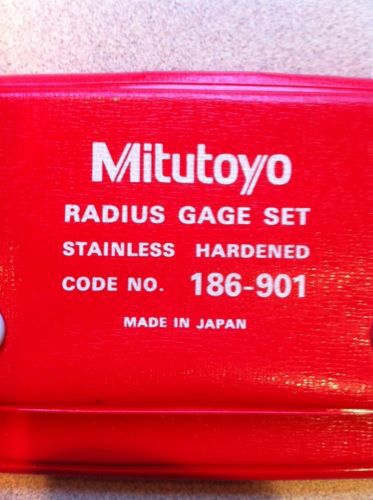 Mitutoyo
RADIUS GAGE SET
STAINLESS HARDENED
CODE NO. 186-901
MADE IN JAPAN